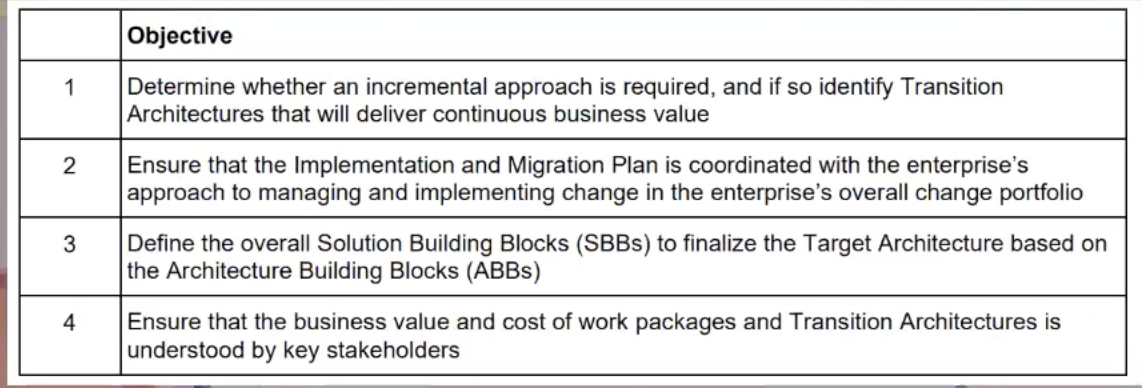 Objective
1
Determine whether an incremental approach is required, and if so identify Transition
Architectures that will deliver continuous business value
2
Ensure that the Implementation and Migration Plan is coordinated with the enterprise’s
approach to managing and implementing change in the enterprise’s overall change portfolio
3
Define the overall Solution Building Blocks (SBBs) to finalize the Target Architecture based on
the Architecture Building Blocks (ABBs)
4
Ensure that the business value and cost of work packages and Transition Architectures is
understood by key stakeholders